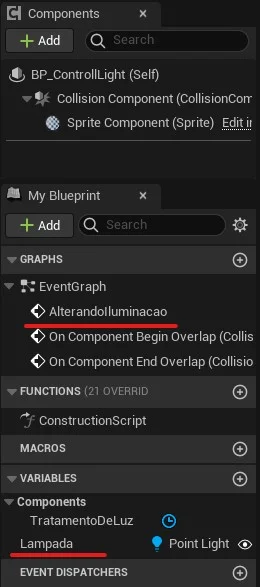 Components
Add
Search
BP_ControllLight (Self)
Collision Component (CollisionCom
Sprite Component (Sprite) Edit ir
My Blueprint
Add
Search
GRAPHS
EventGraph
AlterandoIluminacao
On Component Begin Overlap (Collis
On Component End Overlap (Collisio
FUNCTIONS (21 OVERRID
ConstructionScript
MACROS
VARIABLES
Components
TratamentoDeLuz
Lampada Point Light
EVENT DISPATCHERS